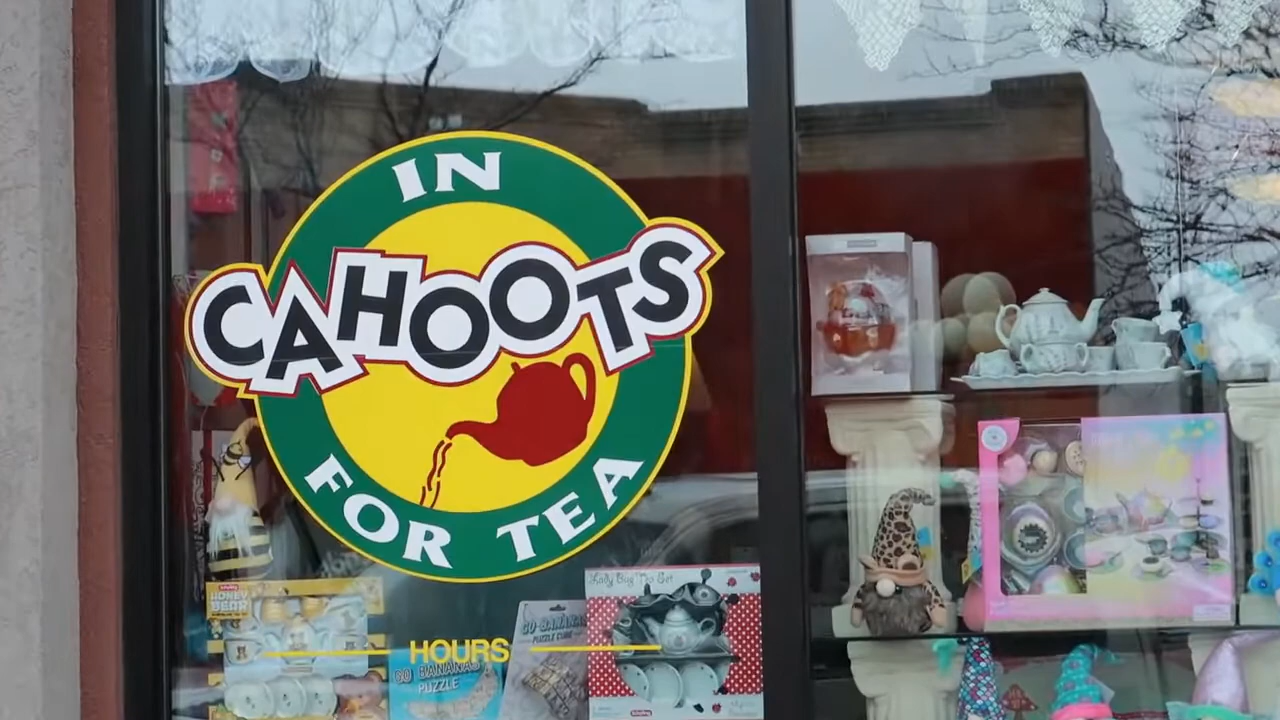 IN
CAHOOTS
FOR TEA
HONEY
BEAR
Lady Bug Tea Set
GO BANANAS
PUZZLE CUBE
HOURS
GO BANANAS
PUZZLE